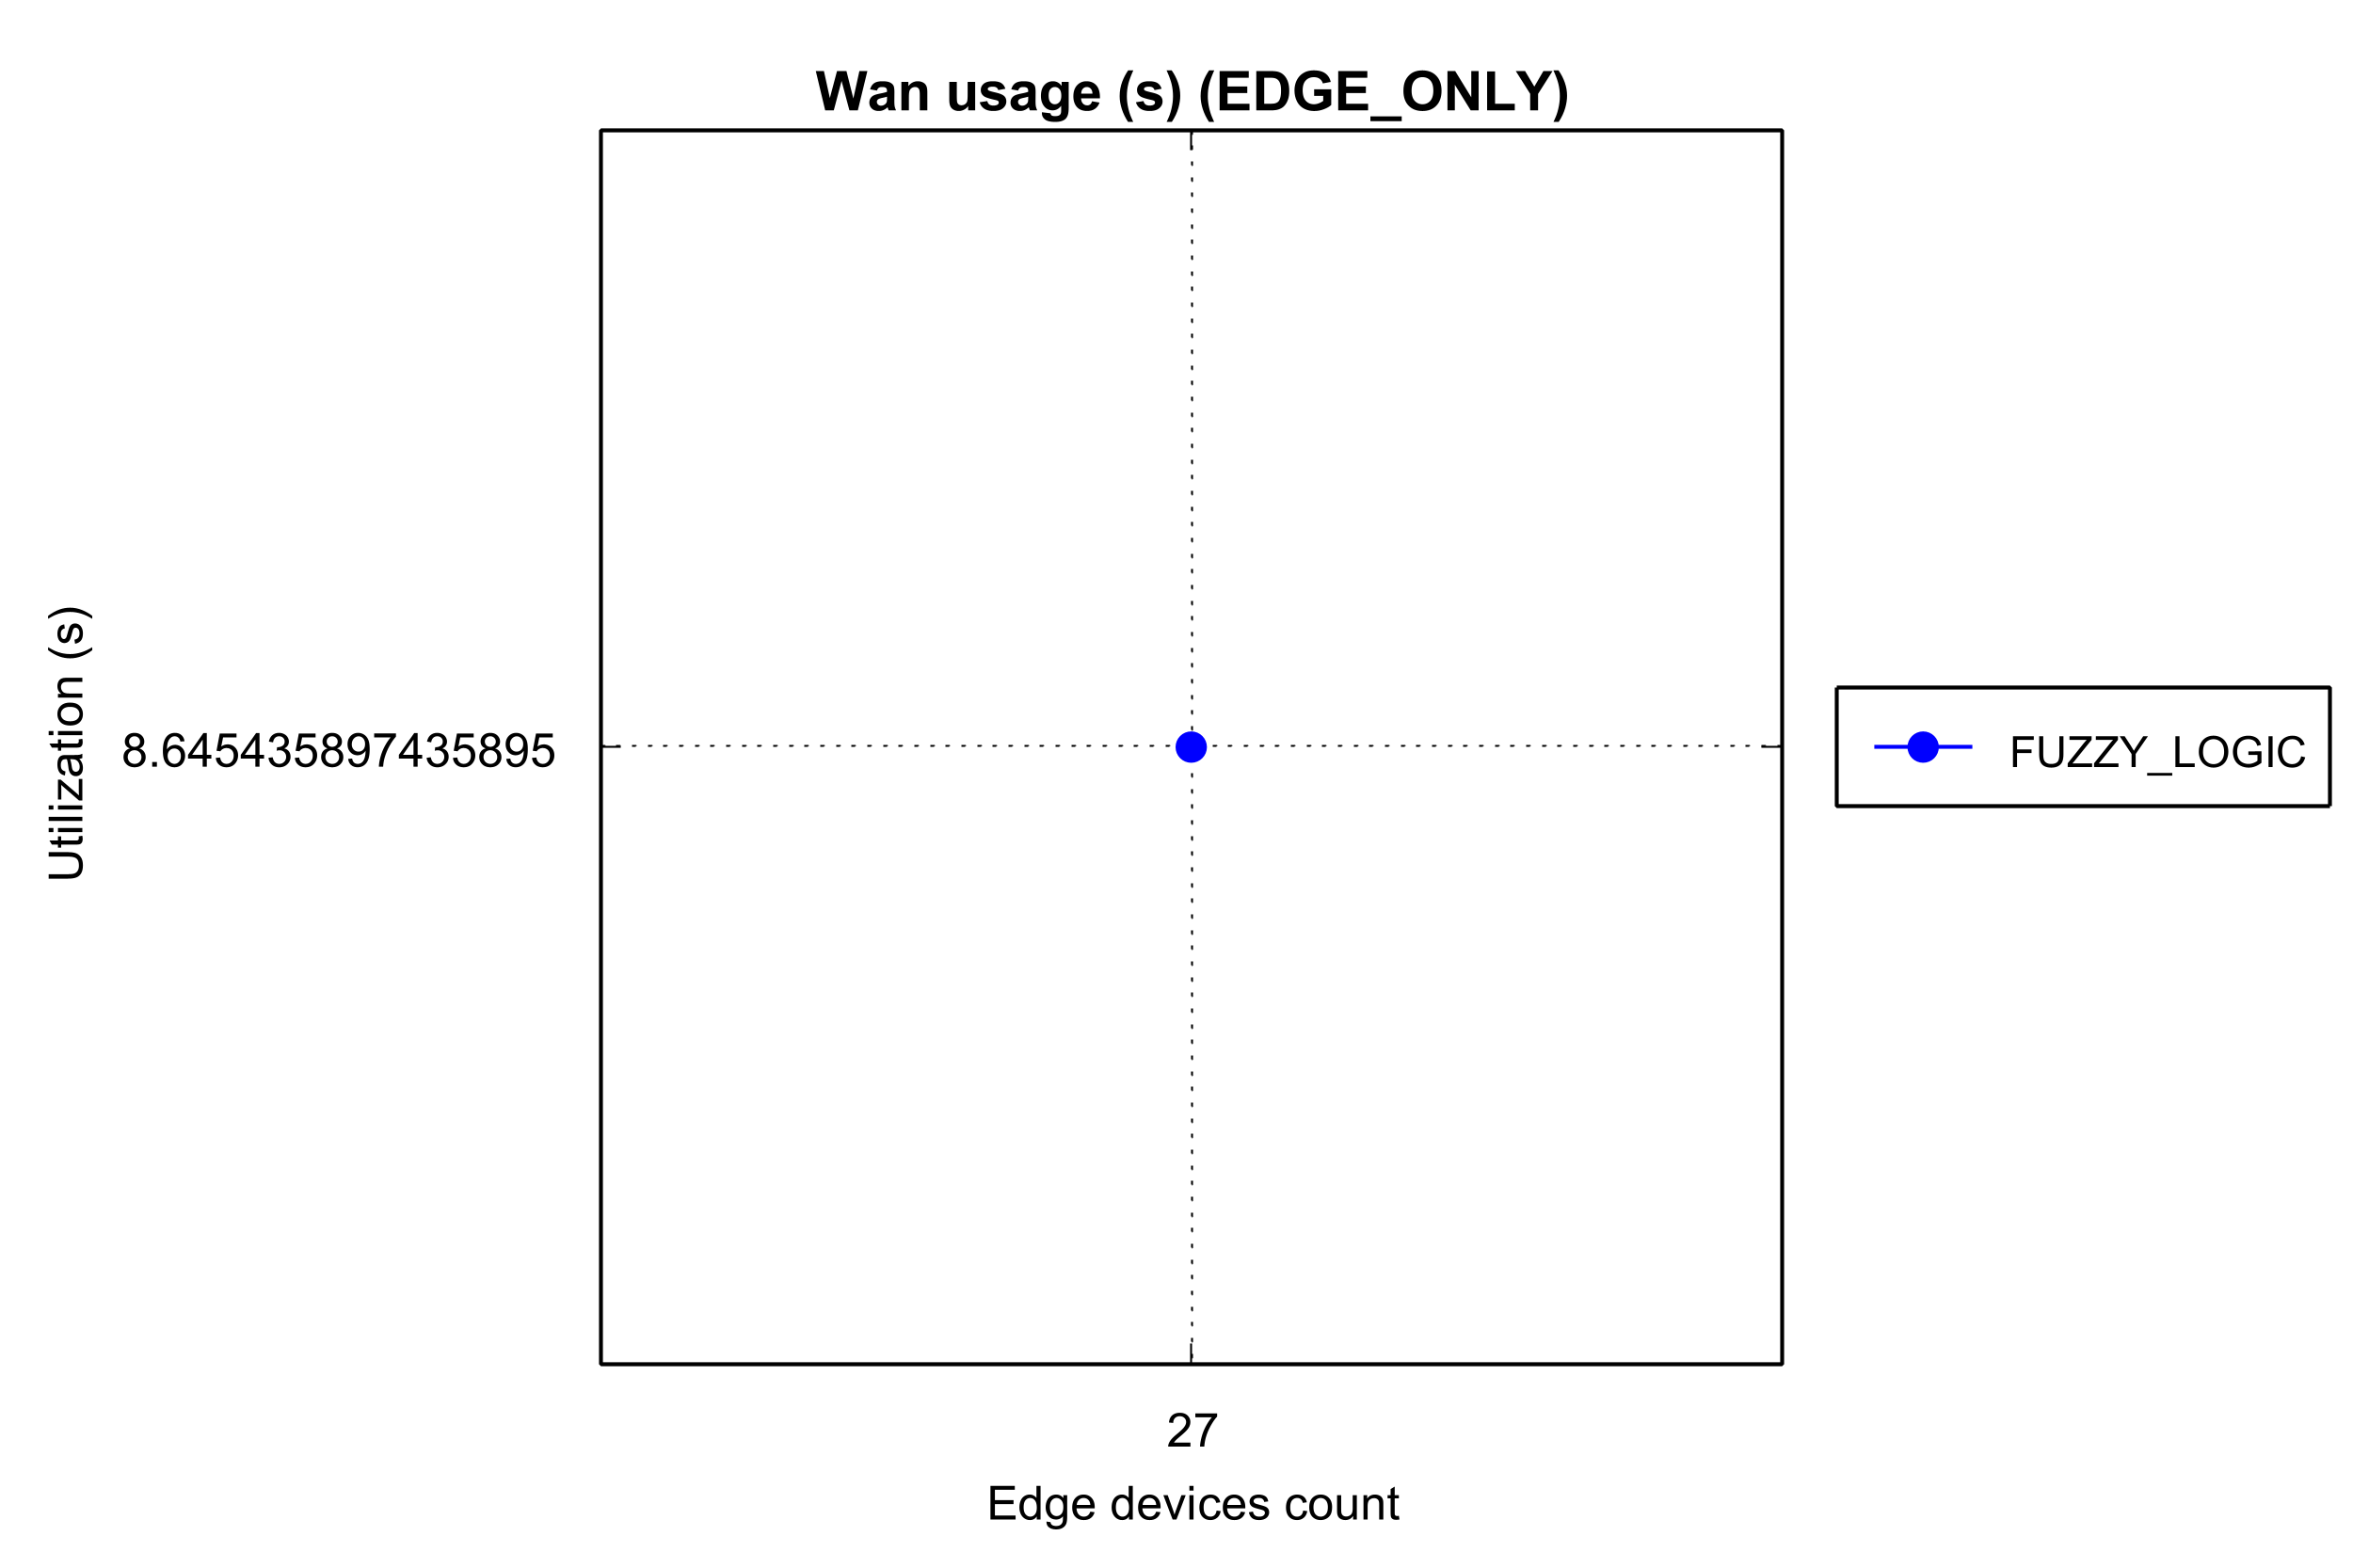 Wan usage (s) (EDGE_ONLY)
Utilization (s)
8.645435897435895
FUZZY_LOGIC
27
Edge devices count